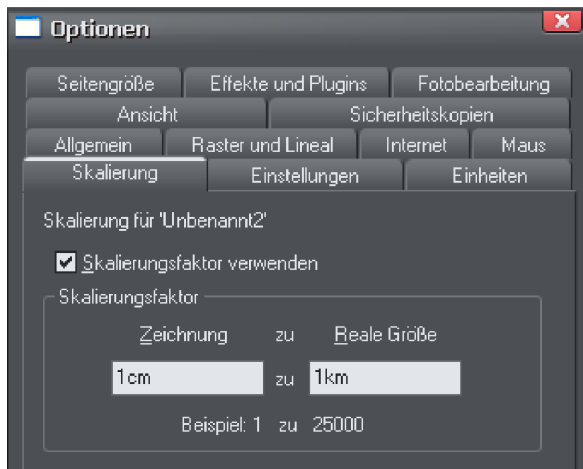 Optionen
Seitengröße Effekte und Plugins Fotobearbeitung
Ansicht Sicherheitskopien
Allgemein Raster und Lineal Internet Maus
Skalierung Einstellungen Einheiten
Skalierung für 'Unbenannt2'
Skalierungsfaktor verwenden
Skalierungsfaktor
Zeichnung zu Reale Größe
1cm zu 1km
Beispiel: 1 zu 25000